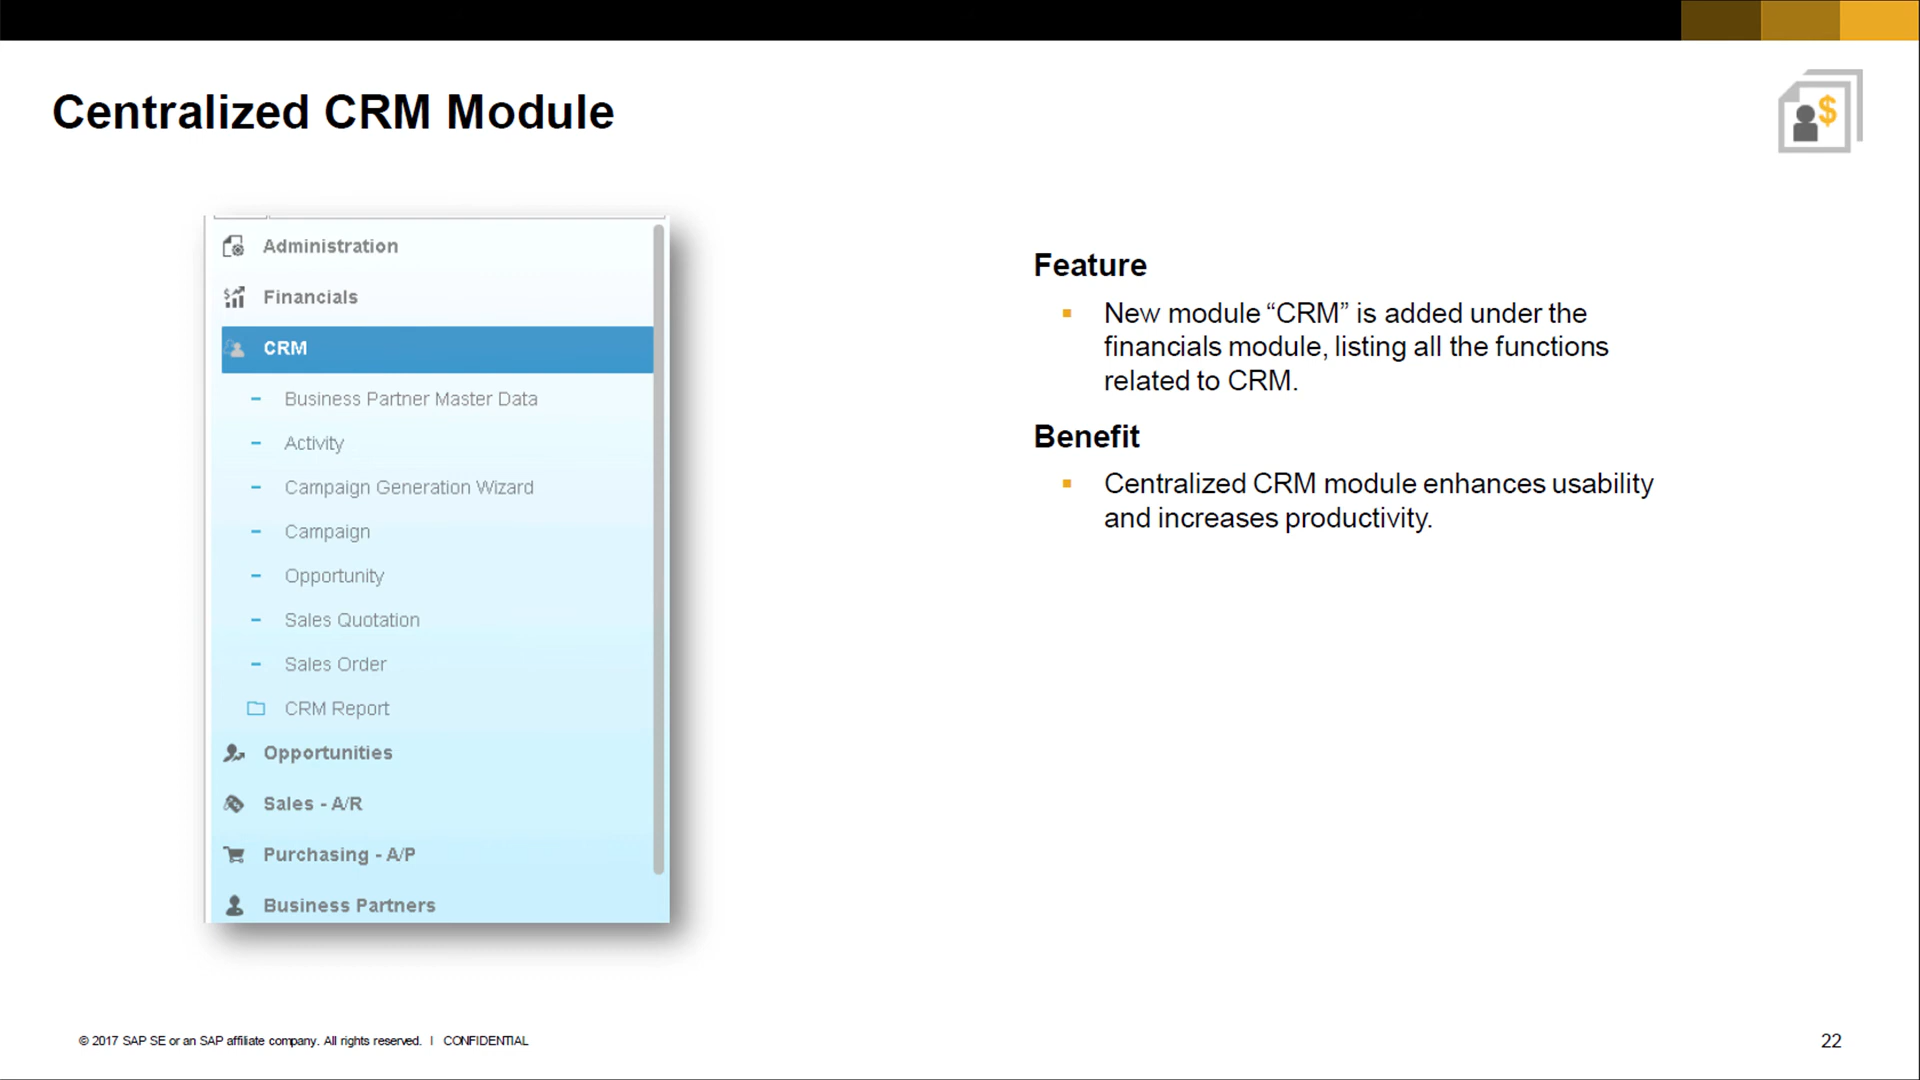 Centralized CRM Module
$
Administration
Financials
CRM
Business Partner Master Data
Activity
Campaign Generation Wizard
Campaign
Opportunity
Sales Quotation
Sales Order
CRM Report
Opportunities
Sales - A/R
Purchasing - A/P
Business Partners
Feature
New module “CRM” is added under the
financials module, listing all the functions
related to CRM.
Benefit
Centralized CRM module enhances usability
and increases productivity.
© 2017 SAP SE or an SAP affiliate company. All rights reserved. I CONFIDENTIAL
22